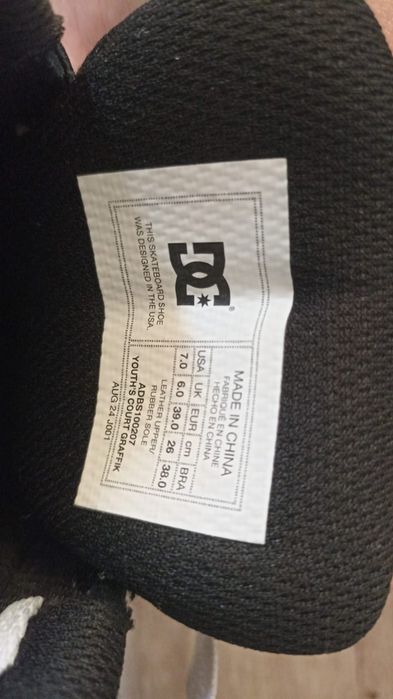 DC®
THIS SKATEBOARD SHOE
WAS DESIGNED IN THE USA.
MADE IN CHINA
FABRIQUÉ EN CHINE
HECHO EN CHINA
USA UK EUR cm BRA
7.0 6.0 39.0 26 38.0
LEATHER UPPER/
RUBBER SOLE
ADBS100207
YOUTH'S COURT GRAFFIK
AUG 24 J001